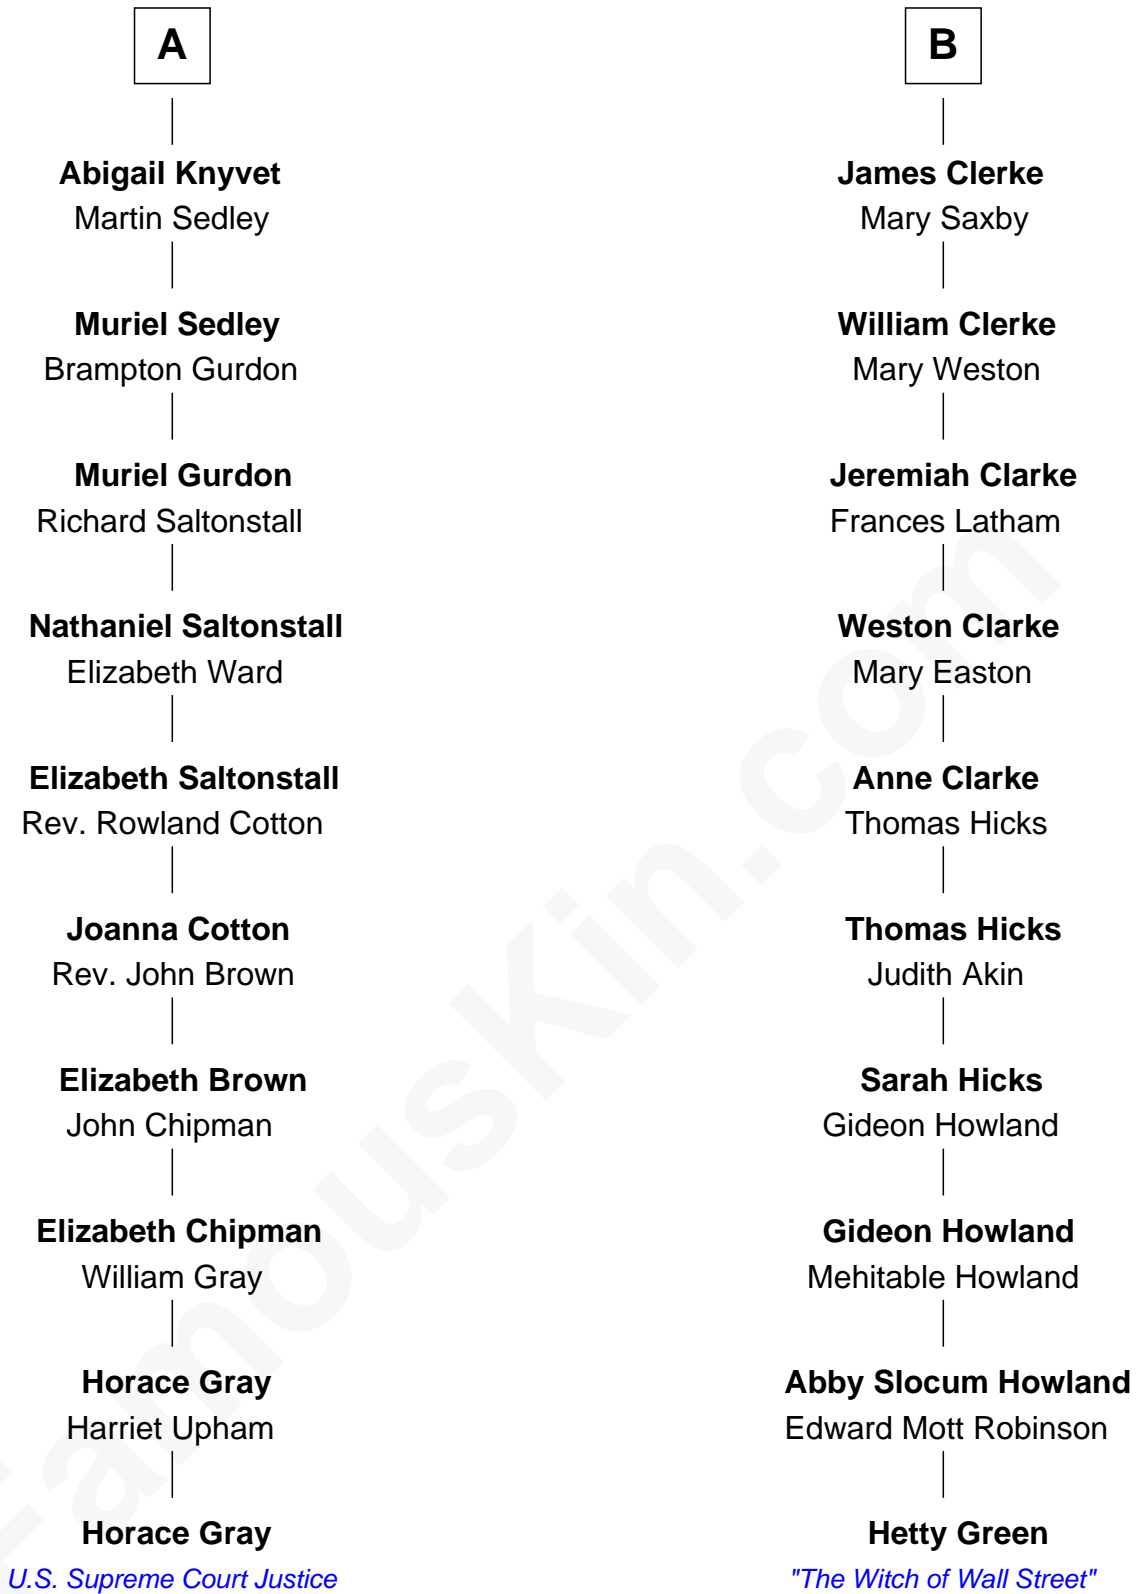 A
Abigail Knyvet
Martin Sedley
Muriel Sedley
Brampton Gurdon
Muriel Gurdon
Richard Saltonstall
Nathaniel Saltonstall
Elizabeth Ward
Elizabeth Saltonstall
Rev. Rowland Cotton
Joanna Cotton
Rev. John Brown
Elizabeth Brown
John Chipman
Elizabeth Chipman
William Gray
Horace Gray
Harriet Upham
Horace Gray
U.S. Supreme Court Justice
B
James Clerke
Mary Saxby
William Clerke
Mary Weston
Jeremiah Clarke
Frances Latham
Weston Clarke
Mary Easton
Anne Clarke
Thomas Hicks
Thomas Hicks
Judith Akin
Sarah Hicks
Gideon Howland
Gideon Howland
Mehitable Howland
Abby Slocum Howland
Edward Mott Robinson
Hetty Green
"The Witch of Wall Street"
FamousKin.com